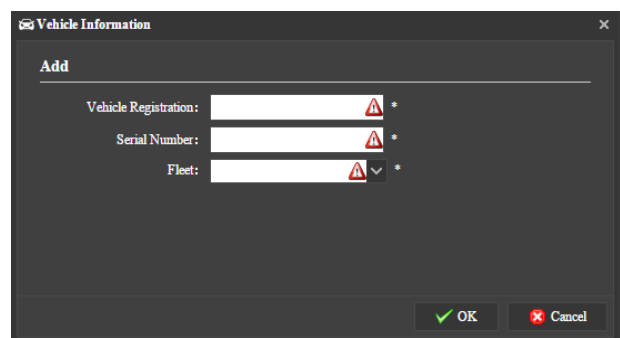 Vehicle Information
Add
Vehicle Registration: *
Serial Number: *
Fleet: *
OK Cancel